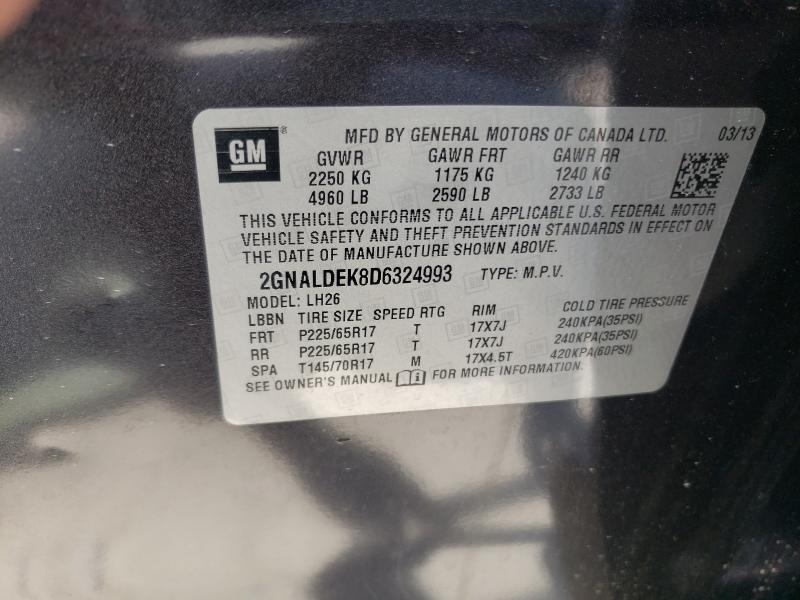 GM® MFD BY GENERAL MOTORS OF CANADA LTD. 03/13
GVWR GAWR FRT GAWR RR
2250 KG 1175 KG 1240 KG
4960 LB 2590 LB 2733 LB
THIS VEHICLE CONFORMS TO ALL APPLICABLE U.S. FEDERAL MOTOR
VEHICLE SAFETY AND THEFT PREVENTION STANDARDS IN EFFECT ON
THE DATE OF MANUFACTURE SHOWN ABOVE.
2GNALDEK8D6324993 TYPE: M.P.V.
MODEL: LH26
LBBN TIRE SIZE SPEED RTG RIM COLD TIRE PRESSURE
FRT P225/65R17 T 17X7J 240KPA(35PSI)
RR P225/65R17 T 17X7J 240KPA(35PSI)
SPA T145/70R17 M 17X4.5T 420KPA(60PSI)
SEE OWNER'S MANUAL FOR MORE INFORMATION.